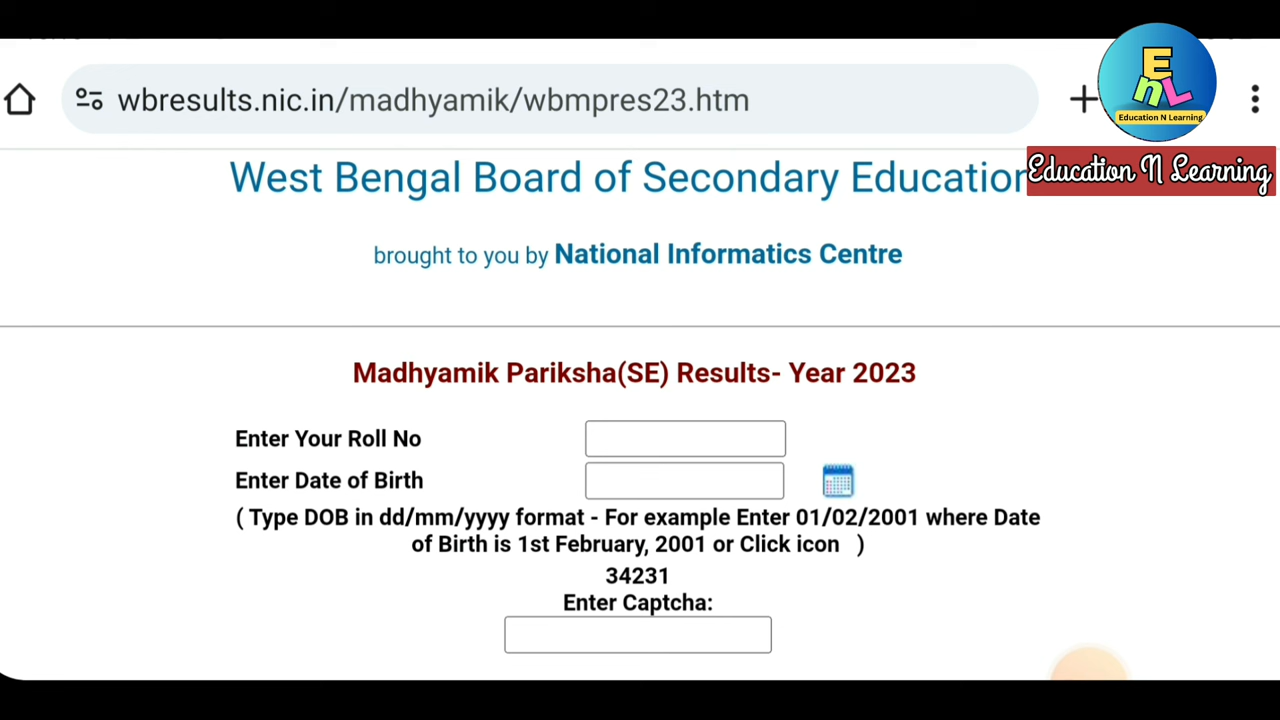 wbresults.nic.in/madhyamik/wbmpres23.htm
EnL
Education N Learning
Education N Learning
West Bengal Board of Secondary Education
brought to you by National Informatics Centre
Madhyamik Pariksha(SE) Results- Year 2023
Enter Your Roll No
Enter Date of Birth
( Type DOB in dd/mm/yyyy format - For example Enter 01/02/2001 where Date
of Birth is 1st February, 2001 or Click icon )
34231
Enter Captcha: